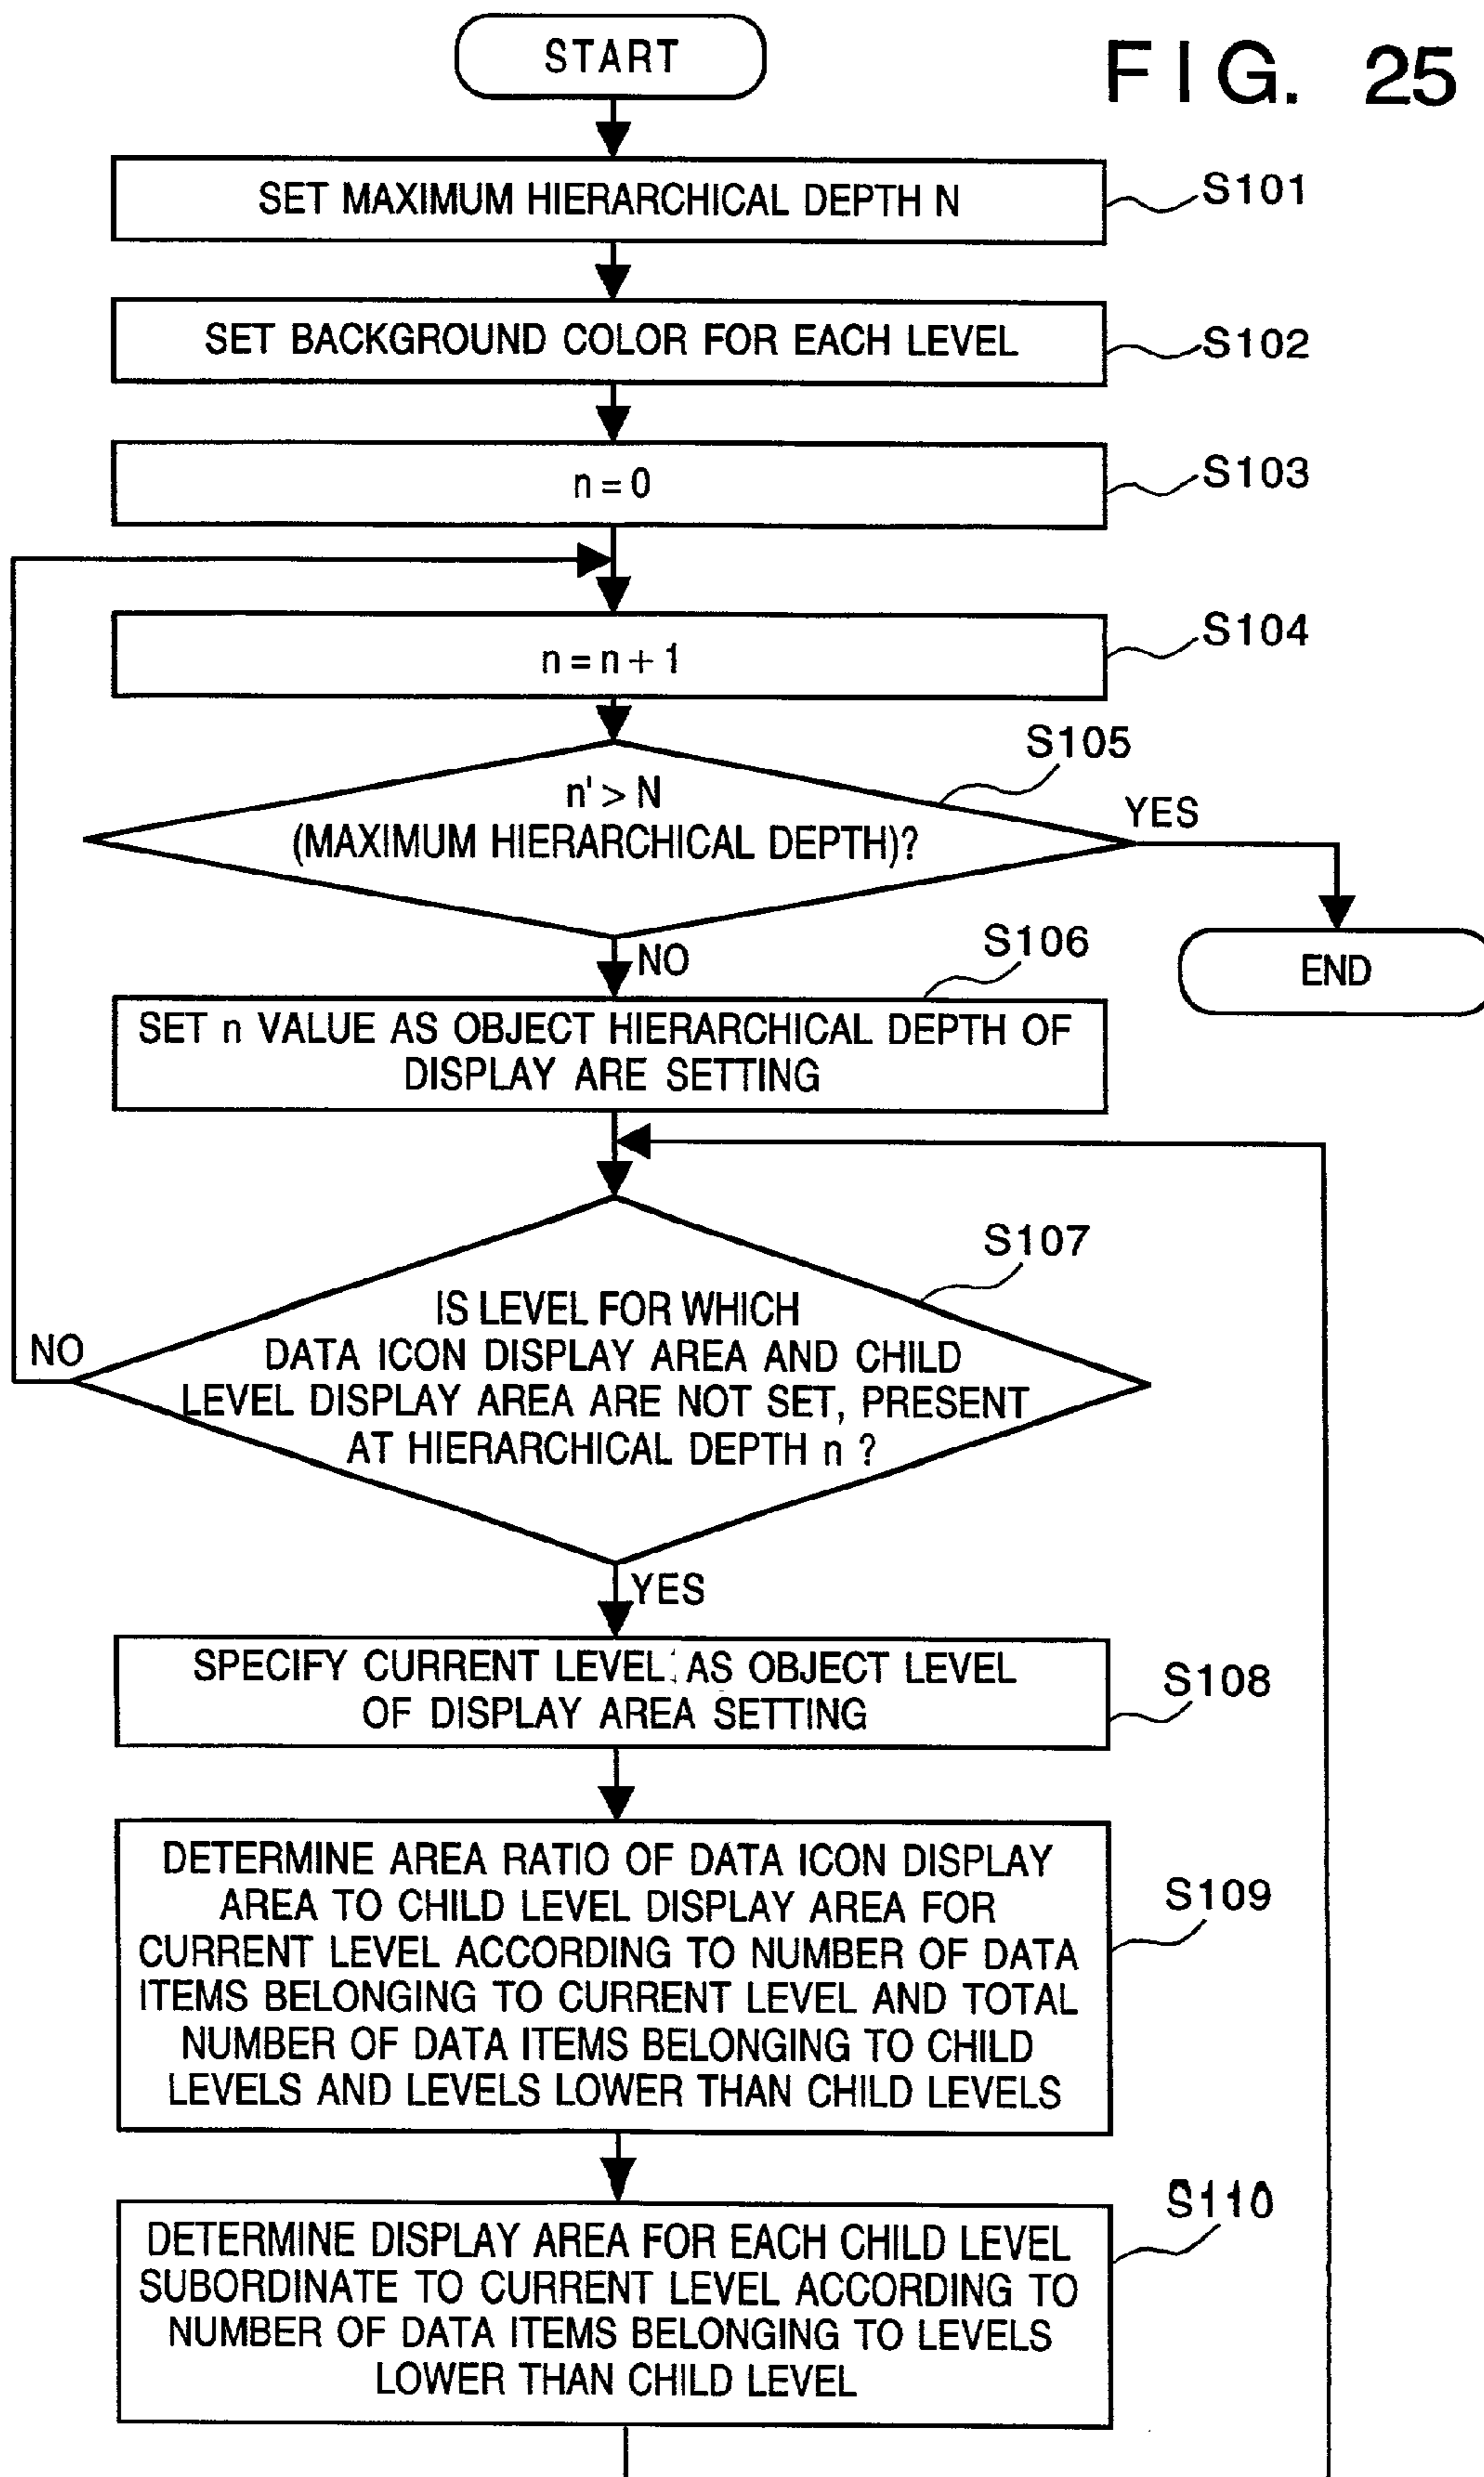 START
FIG. 25
SET MAXIMUM HIERARCHICAL DEPTH N
S101
SET BACKGROUND COLOR FOR EACH LEVEL
S102
n = 0
S103
n = n + 1
S104
S105
n' > N
(MAXIMUM HIERARCHICAL DEPTH)?
YES
END
NO
S106
SET n VALUE AS OBJECT HIERARCHICAL DEPTH OF
DISPLAY ARE SETTING
S107
IS LEVEL FOR WHICH
DATA ICON DISPLAY AREA AND CHILD
LEVEL DISPLAY AREA ARE NOT SET, PRESENT
AT HIERARCHICAL DEPTH n ?
NO
YES
SPECIFY CURRENT LEVEL AS OBJECT LEVEL
OF DISPLAY AREA SETTING
S108
DETERMINE AREA RATIO OF DATA ICON DISPLAY
AREA TO CHILD LEVEL DISPLAY AREA FOR
CURRENT LEVEL ACCORDING TO NUMBER OF DATA
ITEMS BELONGING TO CURRENT LEVEL AND TOTAL
NUMBER OF DATA ITEMS BELONGING TO CHILD
LEVELS AND LEVELS LOWER THAN CHILD LEVELS
S109
DETERMINE DISPLAY AREA FOR EACH CHILD LEVEL
SUBORDINATE TO CURRENT LEVEL ACCORDING TO
NUMBER OF DATA ITEMS BELONGING TO LEVELS
LOWER THAN CHILD LEVEL
S110